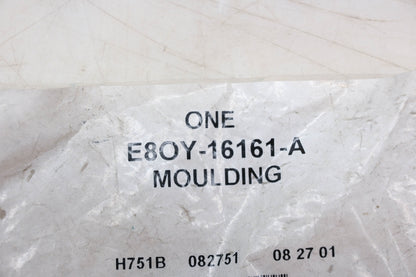 ONE
E8OY-16161-A
MOULDING
H751B 082751 08 27 01